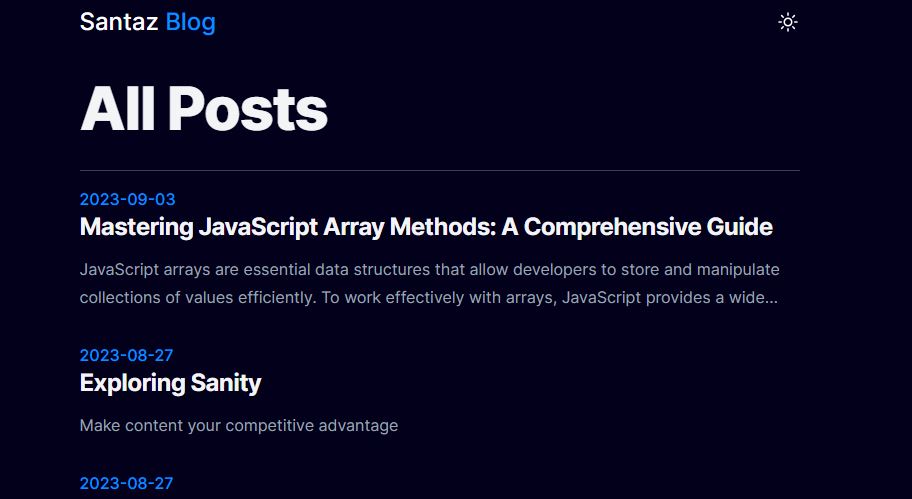 Santaz Blog
All Posts
2023-09-03
Mastering JavaScript Array Methods: A Comprehensive Guide
JavaScript arrays are essential data structures that allow developers to store and manipulate
collections of values efficiently. To work effectively with arrays, JavaScript provides a wide...
2023-08-27
Exploring Sanity
Make content your competitive advantage
2023-08-27